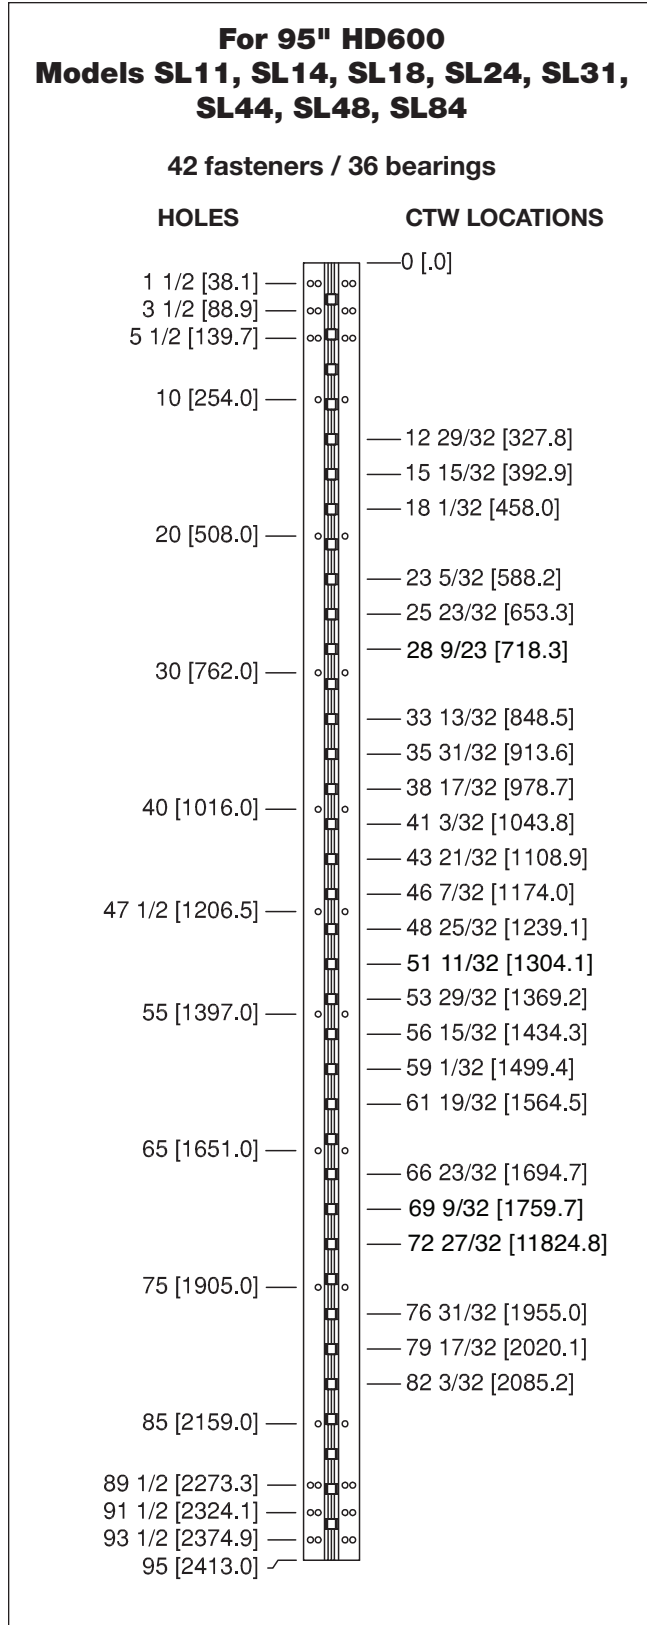 For 95" HD600
Models SL11, SL14, SL18, SL24, SL31,
SL44, SL48, SL84
42 fasteners / 36 bearings
HOLES
1 1/2 [38.1]
3 1/2 [88.9]
5 1/2 [139.7]
10 [254.0]
20 [508.0]
30 [762.0]
40 [1016.0]
47 1/2 [1206.5]
55 [1397.0]
65 [1651.0]
75 [1905.0]
85 [2159.0]
89 1/2 [2273.3]
91 1/2 [2324.1]
93 1/2 [2374.9]
95 [2413.0]
CTW LOCATIONS
0 [.0]
12 29/32 [327.8]
15 15/32 [392.9]
18 1/32 [458.0]
23 5/32 [588.2]
25 23/32 [653.3]
28 9/23 [718.3]
33 13/32 [848.5]
35 31/32 [913.6]
38 17/32 [978.7]
41 3/32 [1043.8]
43 21/32 [1108.9]
46 7/32 [1174.0]
48 25/32 [1239.1]
51 11/32 [1304.1]
53 29/32 [1369.2]
56 15/32 [1434.3]
59 1/32 [1499.4]
61 19/32 [1564.5]
66 23/32 [1694.7]
69 9/32 [1759.7]
72 27/32 [11824.8]
76 31/32 [1955.0]
79 17/32 [2020.1]
82 3/32 [2085.2]